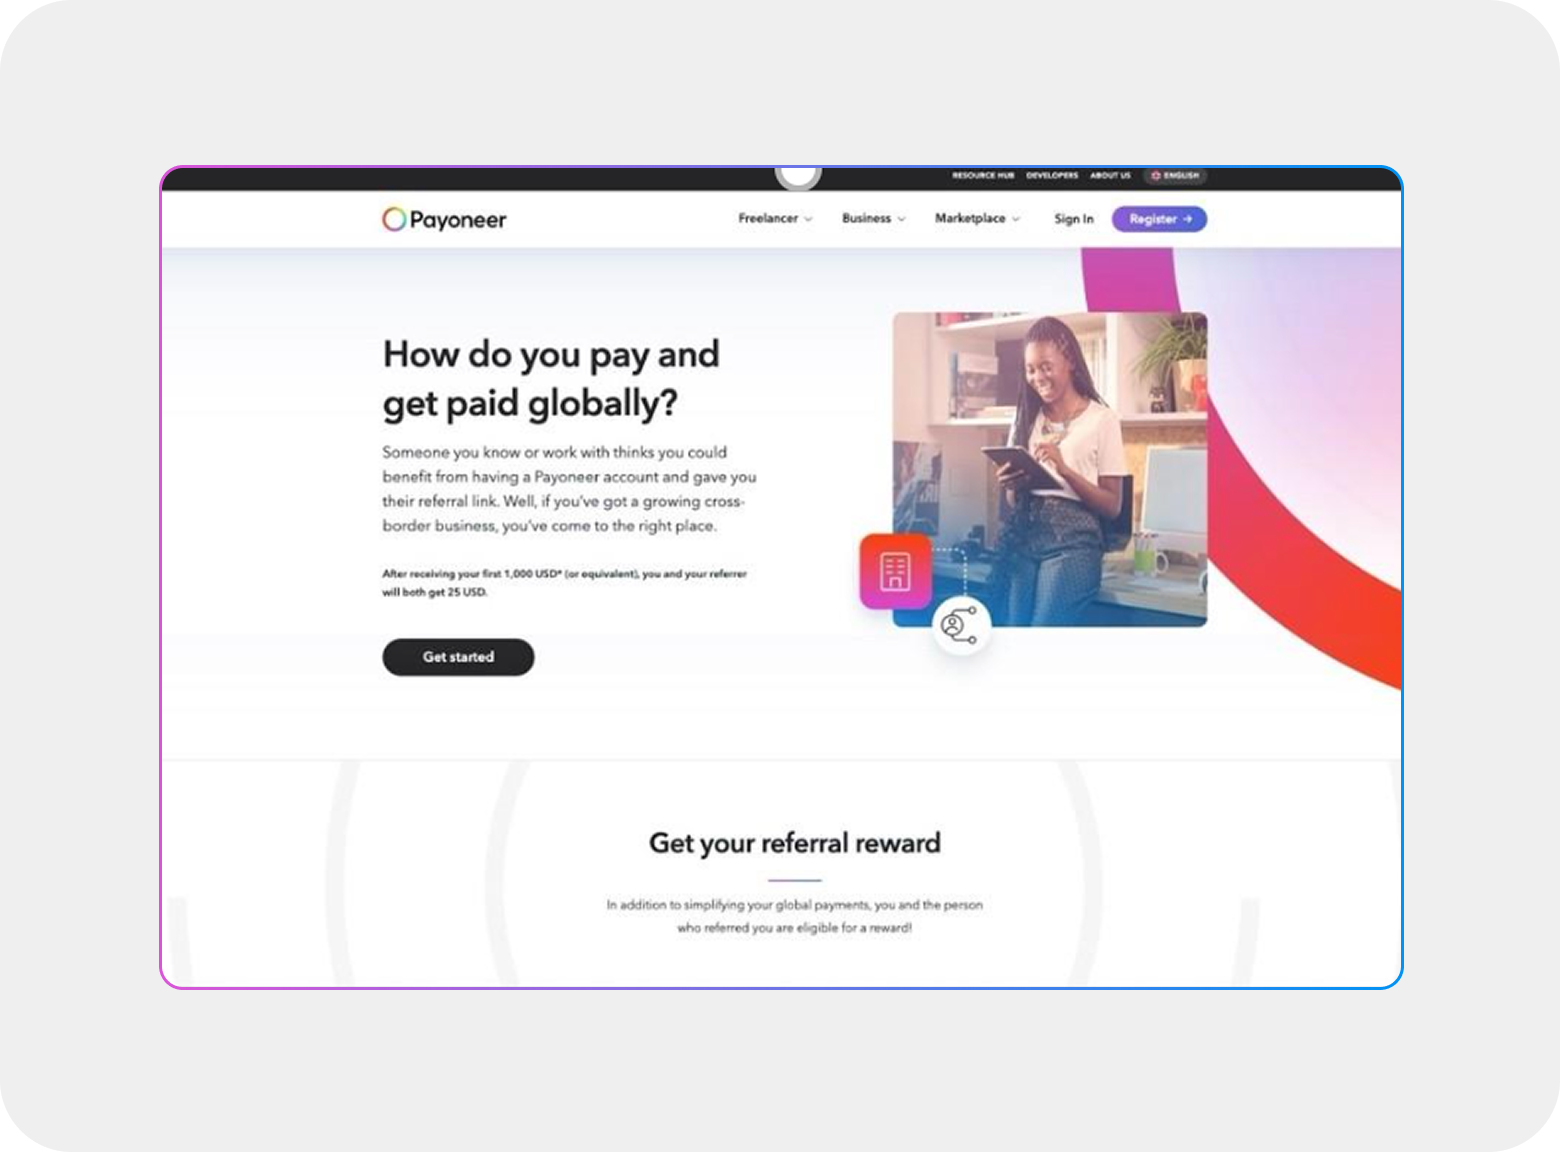 RESOURCE HUB DEVELOPERS ABOUT US ENGLISH
Payoneer Freelancer Business Marketplace Sign In Register →
How do you pay and
get paid globally?
Someone you know or work with thinks you could
benefit from having a Payoneer account and gave you
their referral link. Well, if you've got a growing cross-
border business, you've come to the right place.
After receiving your first 1,000 USD* (or equivalent), you and your referrer
will both get 25 USD.
Get started
Get your referral reward
In addition to simplifying your global payments, you and the person
who referred you are eligible for a reward!